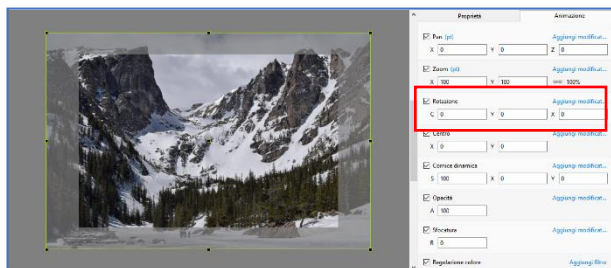 Proprietà Animazione
Pan (pt) Aggiungi modificat...
X 0 Y 0 Z 0
Zoom (pt) Aggiungi modificat...
X 100 Y 100 100%
Rotazione Aggiungi modificat...
C 0 Y 0 X 0
Centro Aggiungi modificat...
X 0 Y 0
Cornice dinamica Aggiungi modificat...
S 100 X 0 Y 0
Opacità Aggiungi modificat...
A 100
Sfocatura Aggiungi modificat...
R 0
Regolazione colore Aggiungi filtro